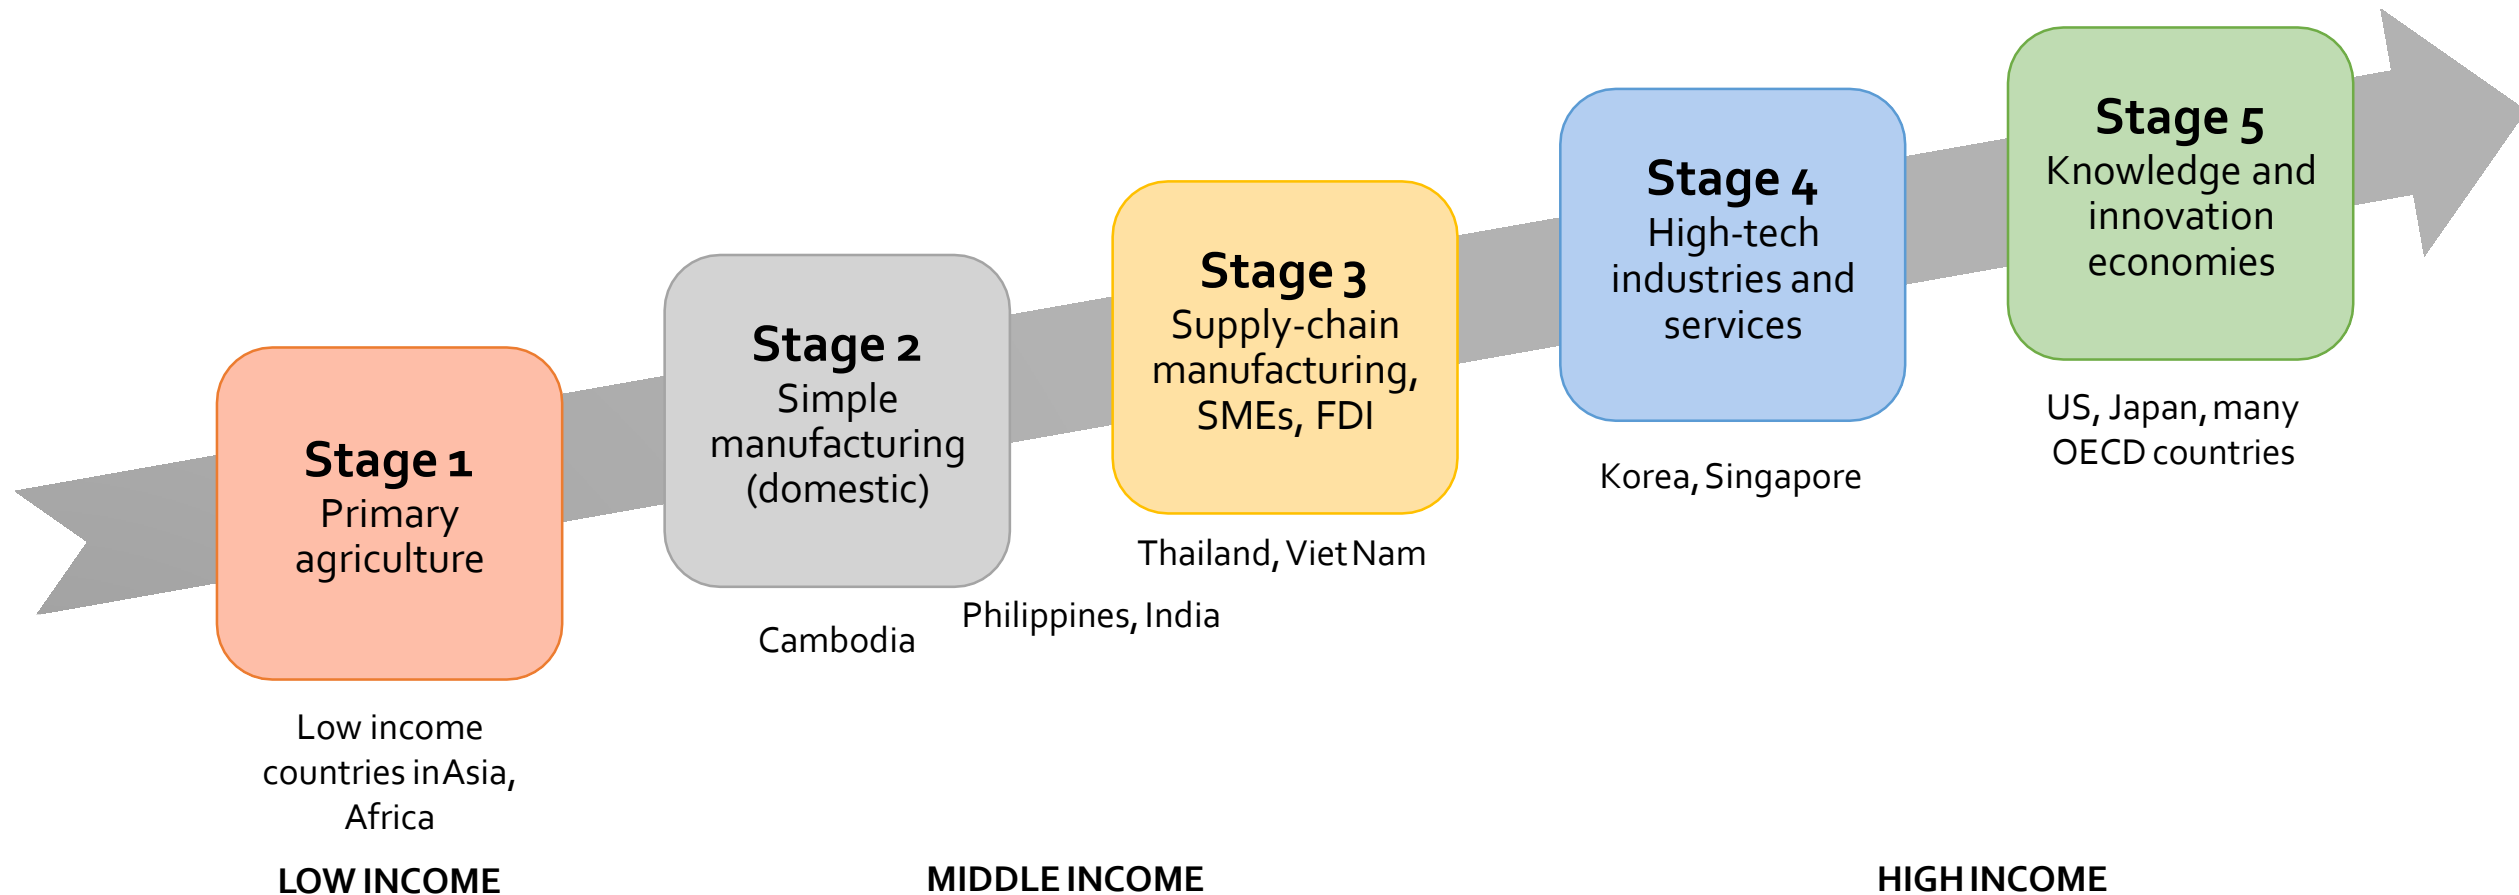 Stage 1
Primary
agriculture
Low income
countries in Asia,
Africa
Stage 2
Simple
manufacturing
(domestic)
Cambodia
Philippines, India
Stage 3
Supply-chain
manufacturing,
SMEs, FDI
Thailand, Viet Nam
Stage 4
High-tech
industries and
services
Korea, Singapore
Stage 5
Knowledge and
innovation
economies
US, Japan, many
OECD countries
LOW INCOME
MIDDLE INCOME
HIGH INCOME